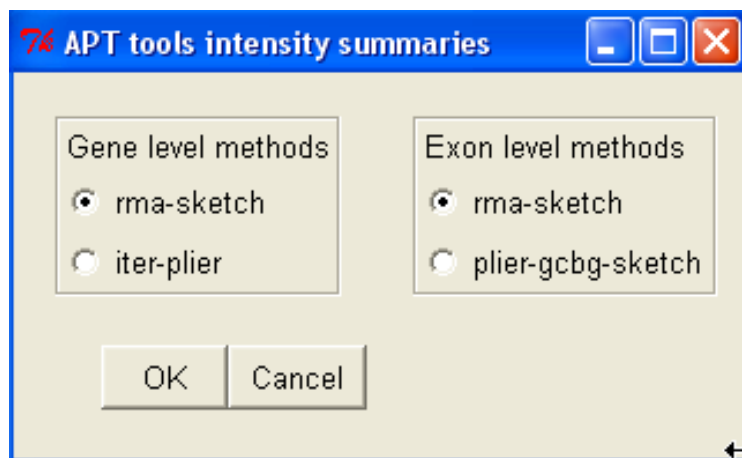 APT tools intensity summaries
Gene level methods
rma-sketch
iter-plier
Exon level methods
rma-sketch
plier-gcbg-sketch
OK
Cancel